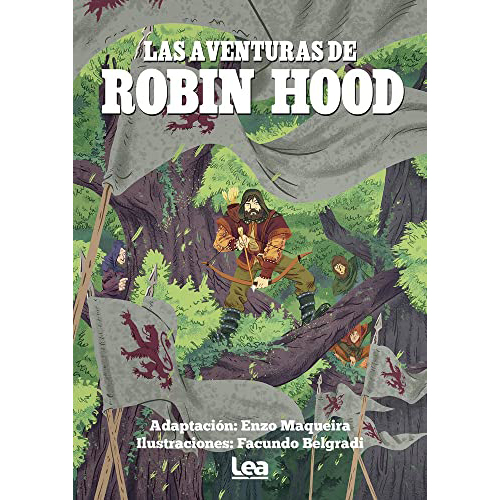 LAS AVENTURAS DE
ROBIN HOOD
Adaptación: Enzo Maqueira
Ilustraciones: Facundo Belgradi
Lea